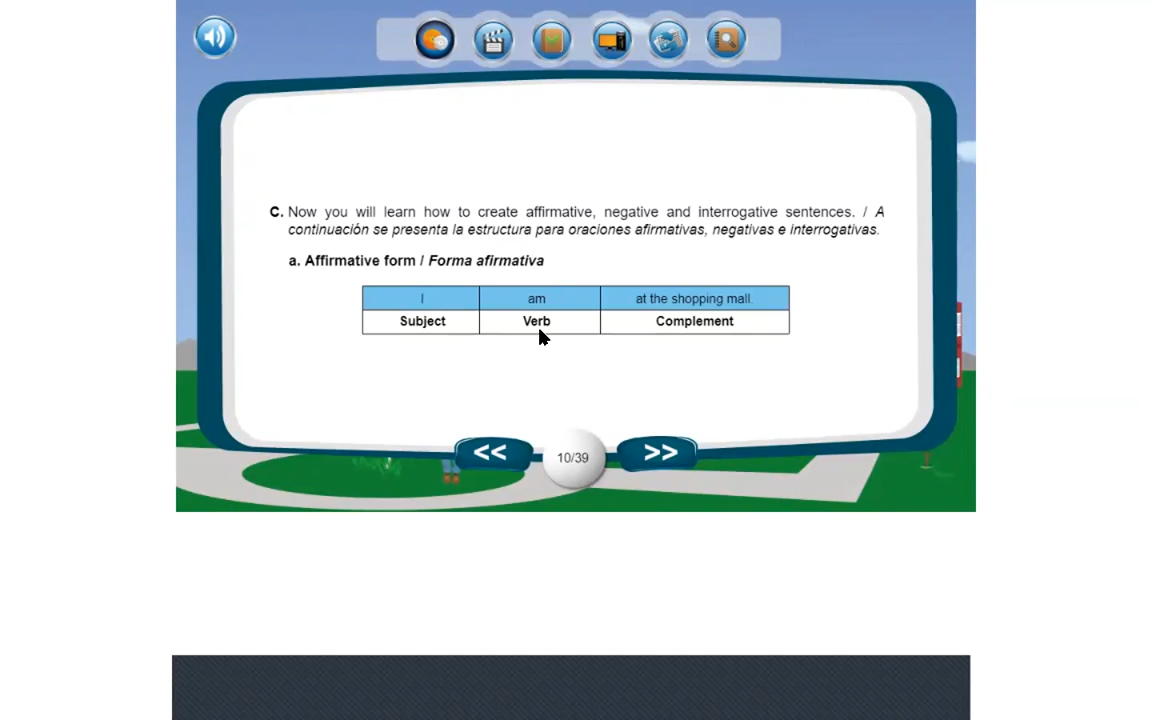 C. Now you will learn how to create affirmative, negative and interrogative sentences. / A
continuación se presenta la estructura para oraciones afirmativas, negativas e interrogativas.
a. Affirmative form / Forma afirmativa
I am at the shopping mall.
Subject Verb Complement
<< 10/39 >>